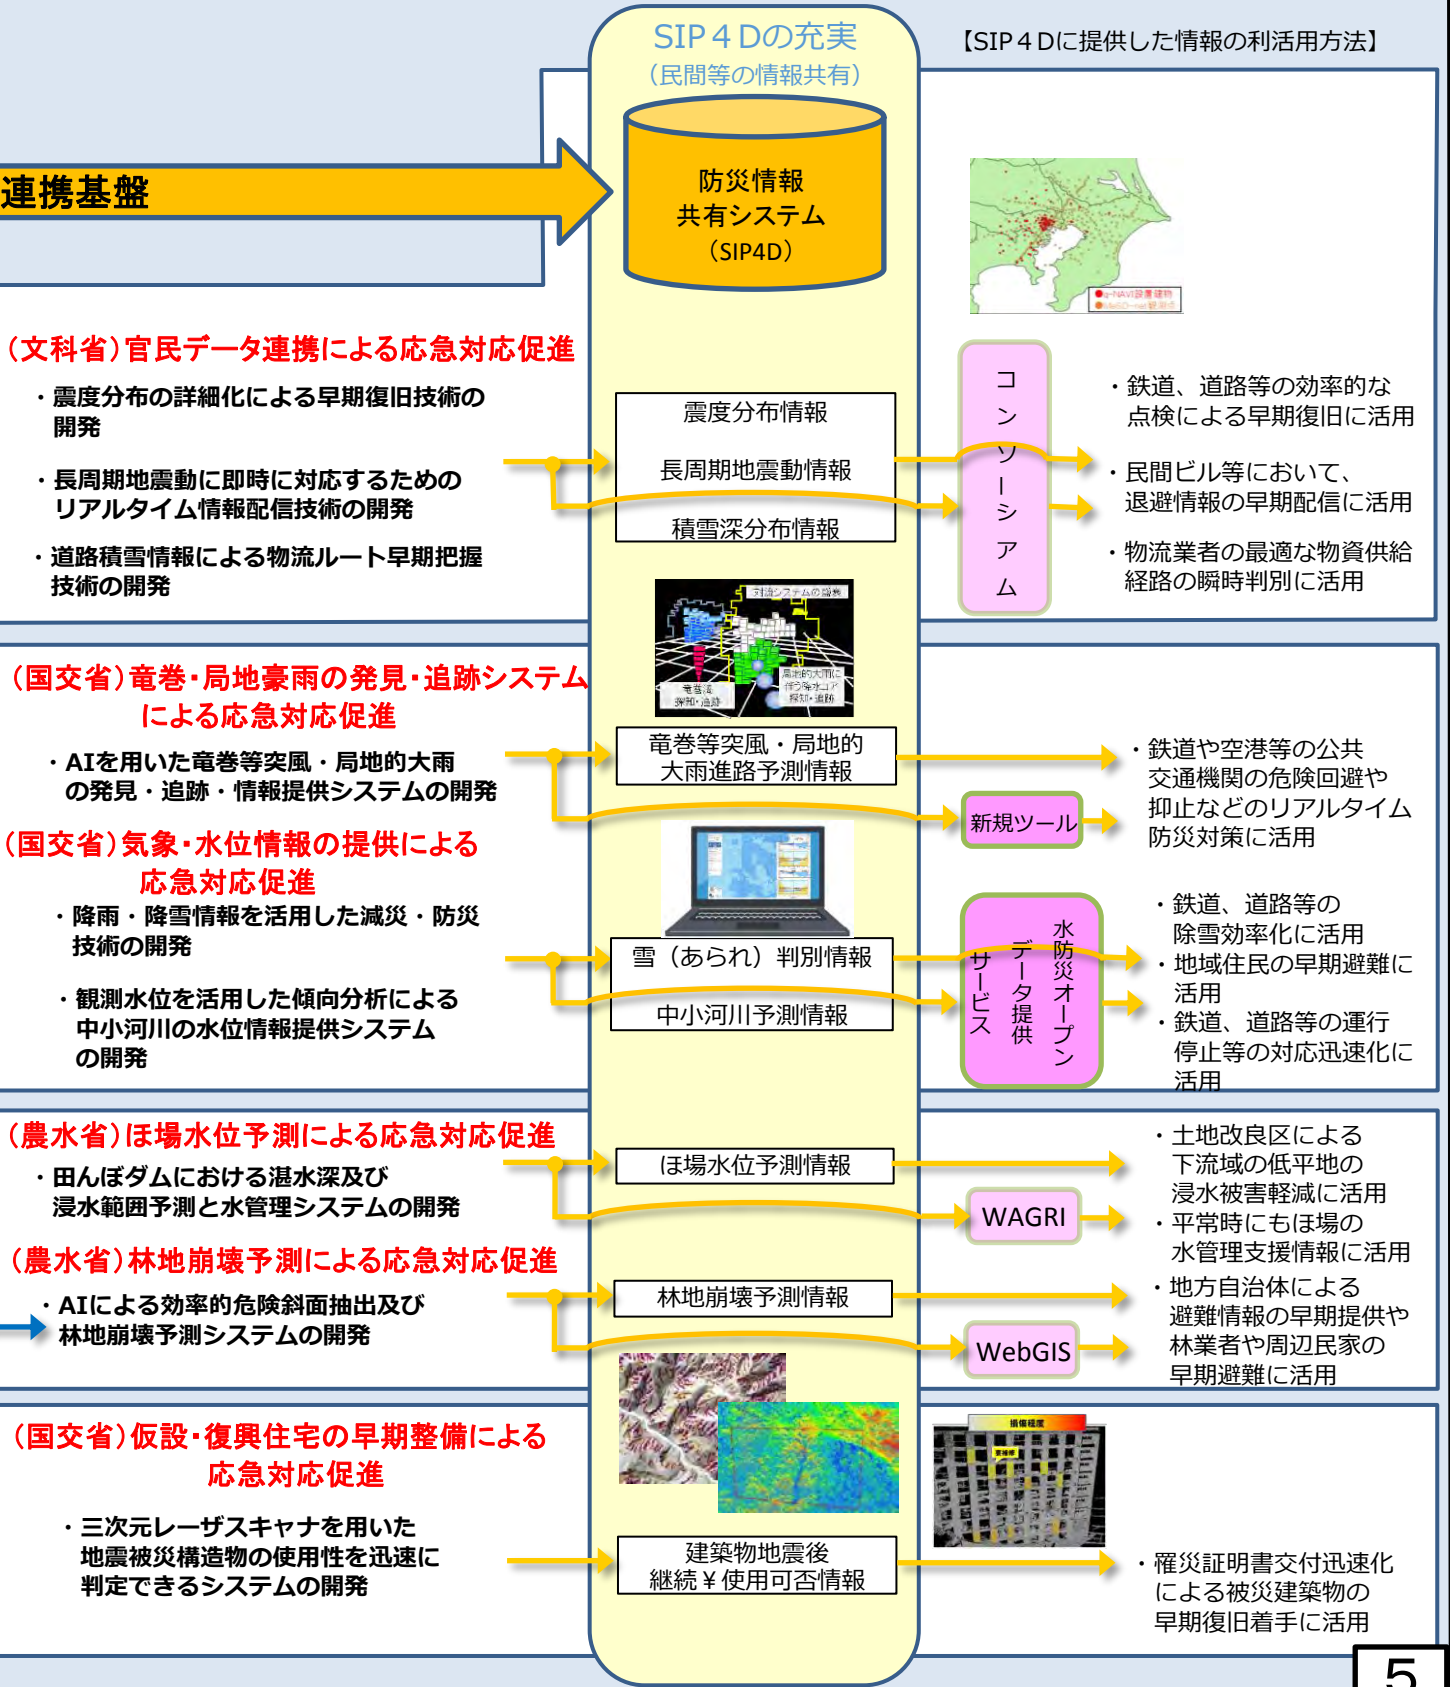 SIP４Dの充実
（民間等の情報共有）
【SIP４Dに提供した情報の利活用方法】
連携基盤
防災情報
共有システム
（SIP4D）
（文科省）官民データ連携による応急対応促進
・震度分布の詳細化による早期復旧技術の
開発
・長周期地震動に即時に対応するための
リアルタイム情報配信技術の開発
・道路積雪情報による物流ルート早期把握
技術の開発
震度分布情報
長周期地震動情報
積雪深分布情報
コンソーシアム
・鉄道、道路等の効率的な
点検による早期復旧に活用
・民間ビル等において、
退避情報の早期配信に活用
・物流業者の最適な物資供給
経路の瞬時判別に活用
（国交省）竜巻・局地豪雨の発見・追跡システム
による応急対応促進
・AIを用いた竜巻等突風・局地的大雨
の発見・追跡・情報提供システムの開発
竜巻渦
探知・追跡
局地的大雨に
伴う降水コア
探知・追跡
竜巻等突風・局地的
大雨進路予測情報
新規ツール
・鉄道や空港等の公共
交通機関の危険回避や
抑止などのリアルタイム
防災対策に活用
（国交省）気象・水位情報の提供による
応急対応促進
・降雨・降雪情報を活用した減災・防災
技術の開発
・観測水位を活用した傾向分析による
中小河川の水位情報提供システム
の開発
雪（あられ）判別情報
中小河川予測情報
水防災オープン
データ提供
サービス
・鉄道、道路等の
除雪効率化に活用
・地域住民の早期避難に
活用
・鉄道、道路等の運行
停止等の対応迅速化に
活用
（農水省）ほ場水位予測による応急対応促進
・田んぼダムにおける湛水深及び
浸水範囲予測と水管理システムの開発
ほ場水位予測情報
WAGRI
・土地改良区による
下流域の低平地の
浸水被害軽減に活用
・平常時にもほ場の
水管理支援情報に活用
（農水省）林地崩壊予測による応急対応促進
・AIによる効率的危険斜面抽出及び
林地崩壊予測システムの開発
林地崩壊予測情報
WebGIS
・地方自治体による
避難情報の早期提供や
林業者や周辺民家の
早期避難に活用
（国交省）仮設・復興住宅の早期整備による
応急対応促進
・三次元レーザスキャナを用いた
地震被災構造物の使用性を迅速に
判定できるシステムの開発
損傷程度
要補修
建築物地震後
継続￥使用可否情報
・罹災証明書交付迅速化
による被災建築物の
早期復旧着手に活用
5